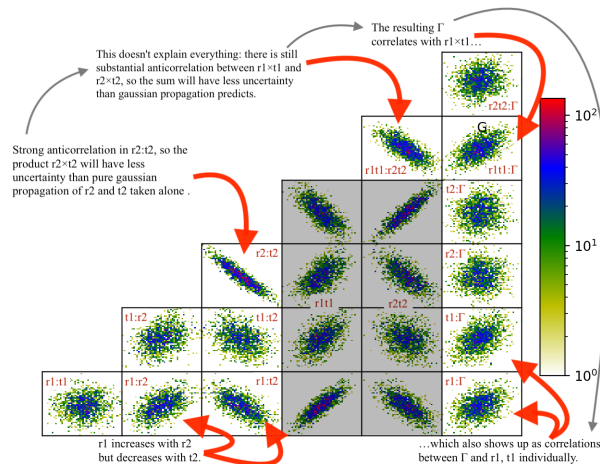 The resulting Γ
correlates with r1×t1…
This doesn't explain everything: there is still
substantial anticorrelation between r1×t1 and
r2×t2, so the sum will have less uncertainty
than gaussian propagation predicts.
r2t2:Γ
G
r1t1:r2t2
r1t1:Γ
10²
Strong anticorrelation in r2:t2, so the
product r2×t2 will have less
uncertainty than pure gaussian
propagation of r2 and t2 taken alone .
t2:Γ
r2:t2
r2:Γ
10¹
r1t1
r2t2
t1:r2
t1:t2
t1:Γ
r1:t1
r1:r2
r1:t2
r1:Γ
10⁰
r1 increases with r2
but decreases with t2.
…which also shows up as correlations
between Γ and r1, t1 individually.